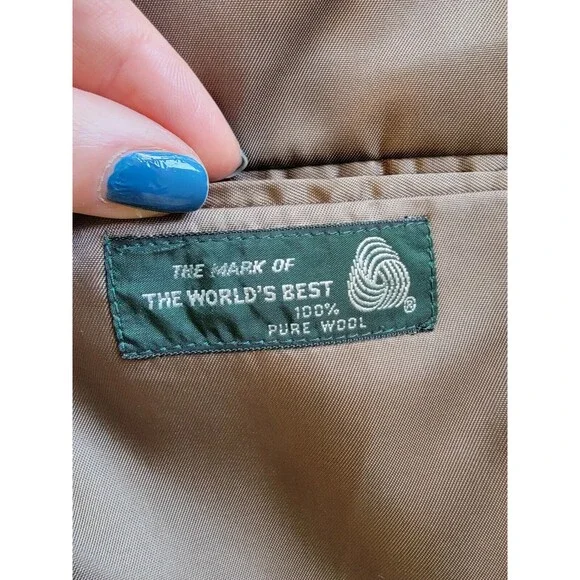 THE MARK OF
THE WORLD'S BEST
100%
PURE WOOL
®